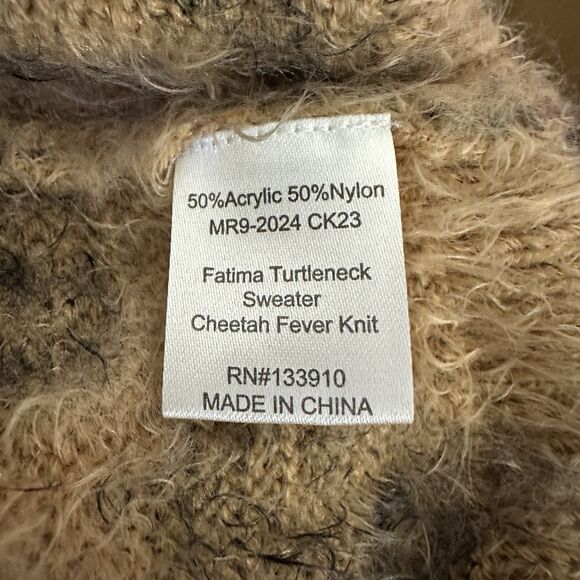 50%Acrylic 50%Nylon
MR9-2024 CK23
Fatima Turtleneck
Sweater
Cheetah Fever Knit
RN#133910
MADE IN CHINA